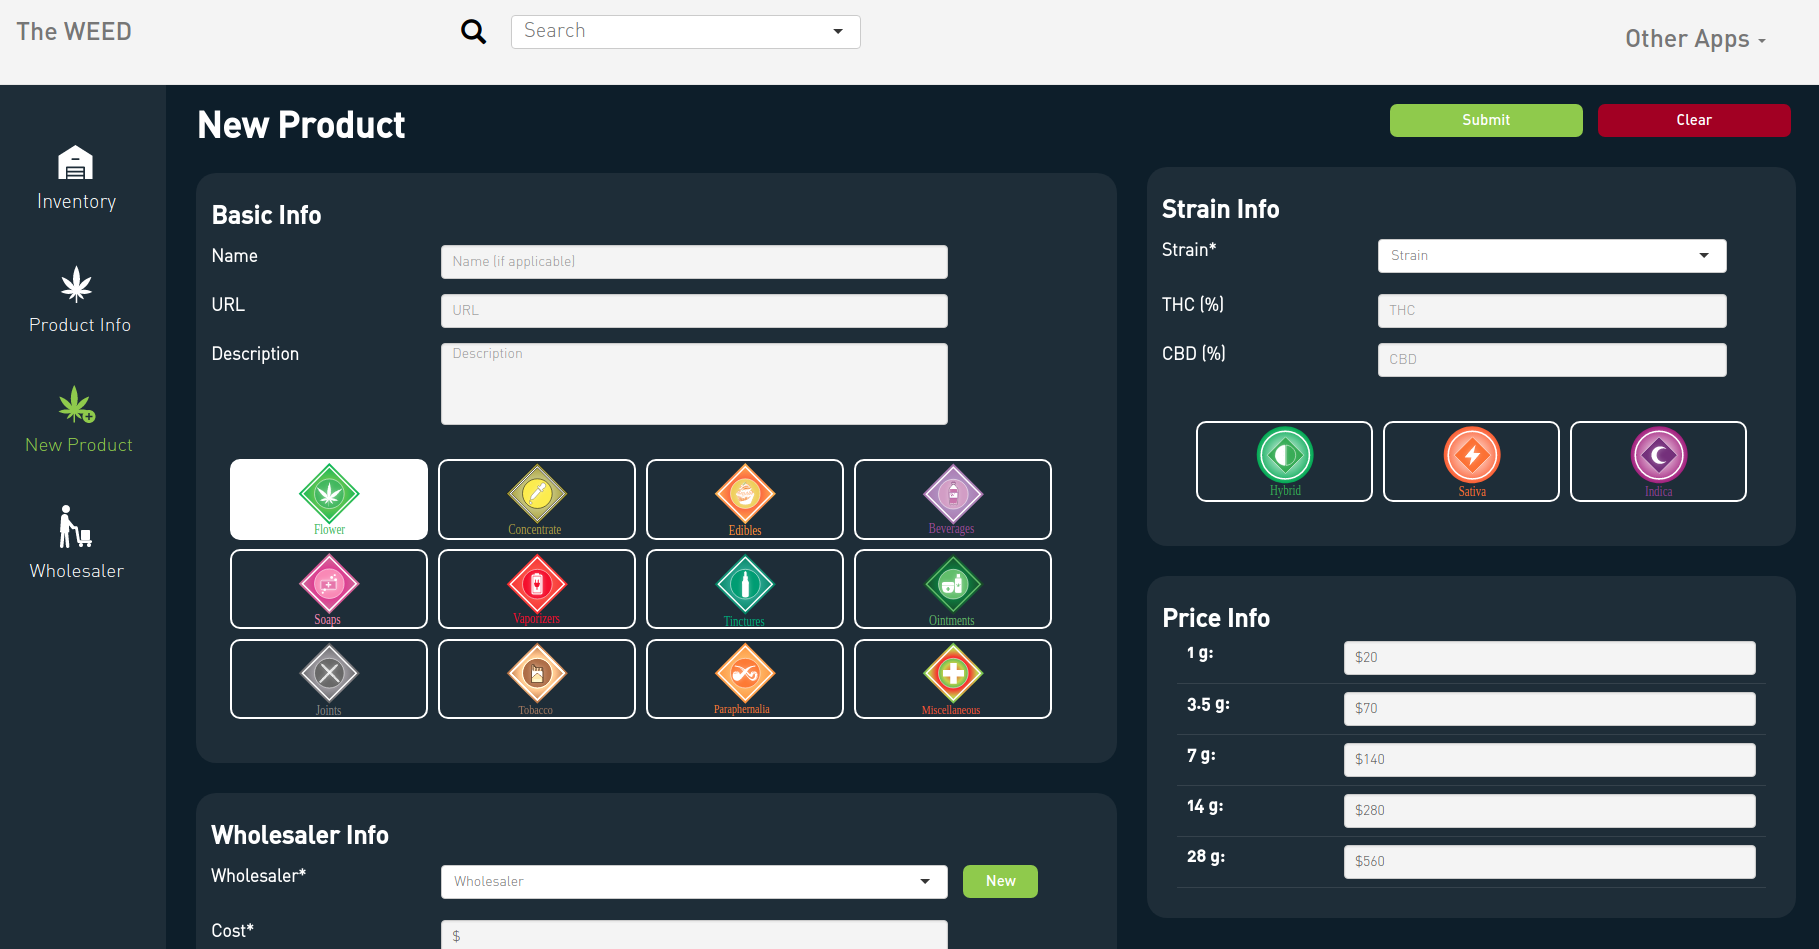 The WEED
Search
Other Apps
Inventory
Product Info
New Product
Wholesaler
New Product
Submit
Clear
Basic Info
Name
Name (if applicable)
URL
URL
Description
Description
Flower
Concentrate
Edibles
Beverages
Soaps
Vaporizers
Tinctures
Ointments
Joints
Tobacco
Paraphernalia
Miscellaneous
Wholesaler Info
Wholesaler*
Wholesaler
New
Cost*
$
Strain Info
Strain*
Strain
THC (%)
THC
CBD (%)
CBD
Hybrid
Sativa
Indica
Price Info
1 g:
$20
3.5 g:
$70
7 g:
$140
14 g:
$280
28 g:
$560